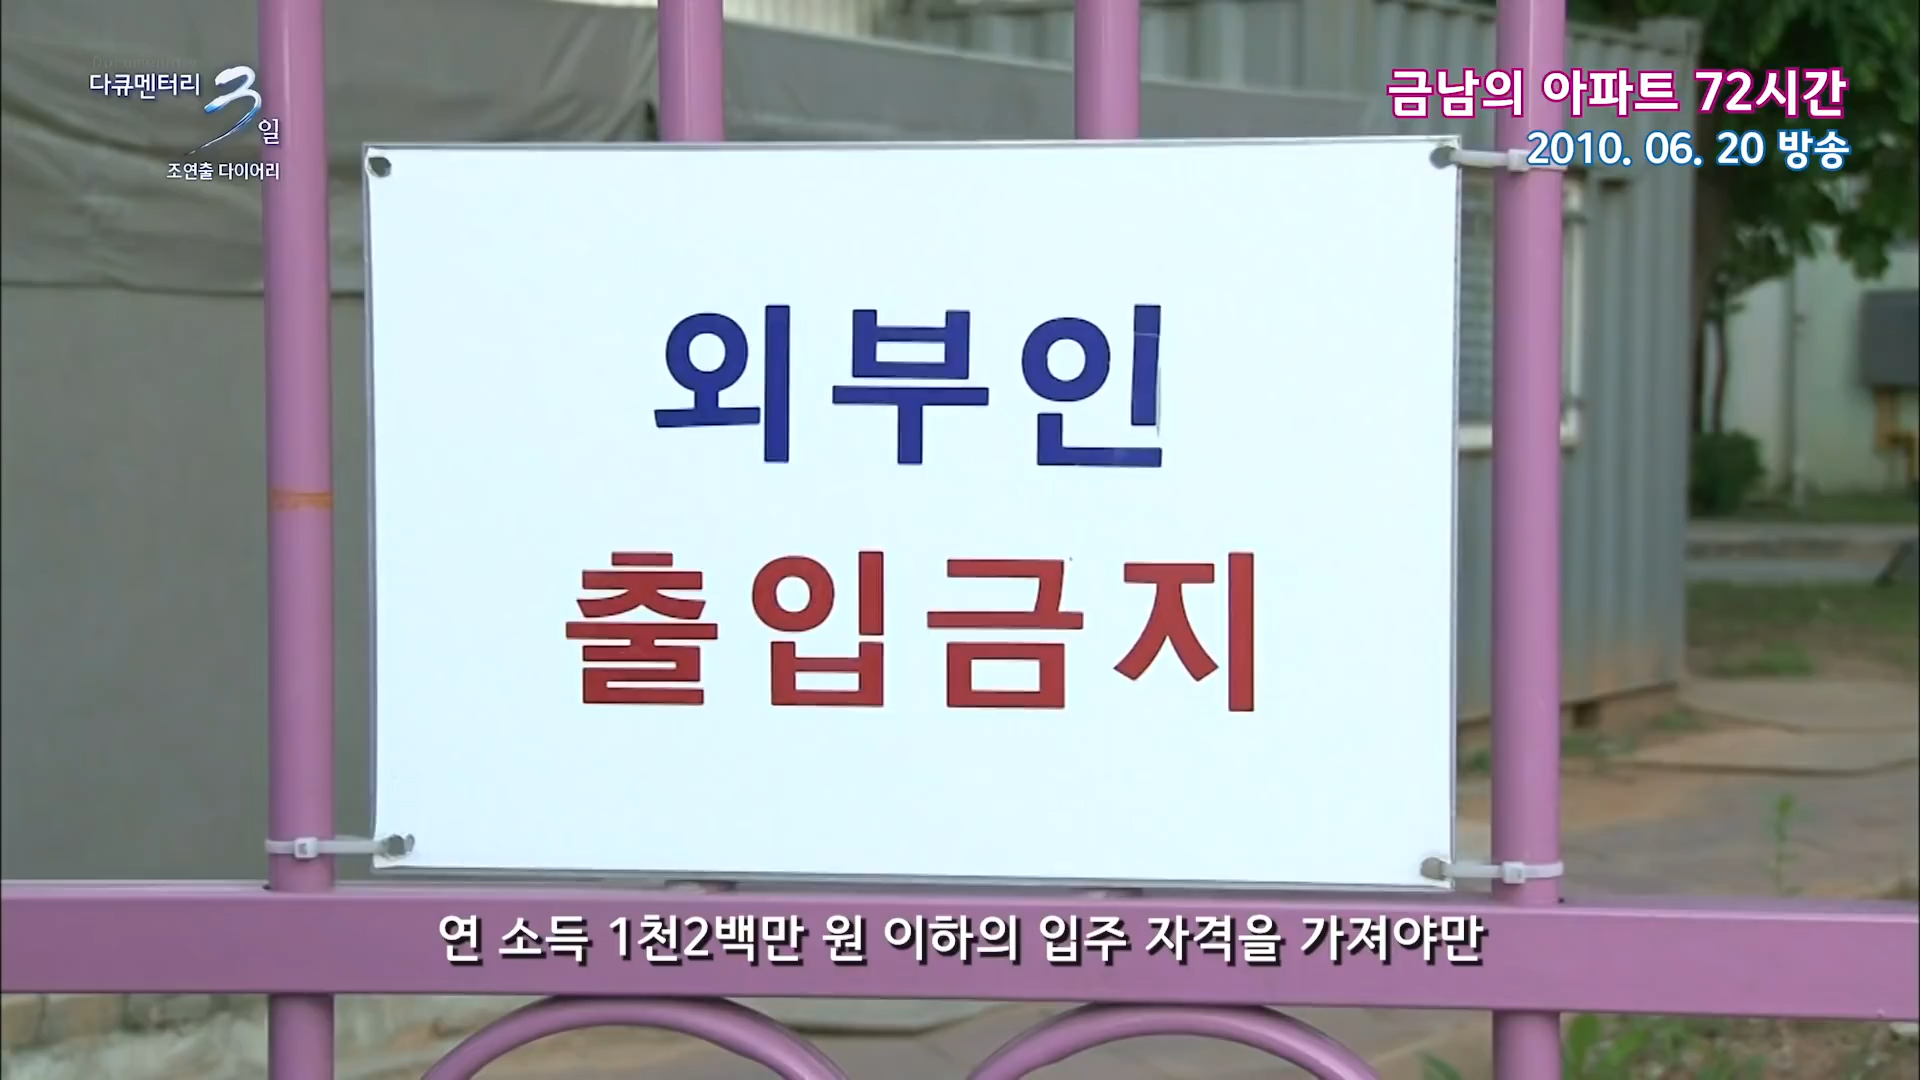 다큐멘터리 3일
조연출 다이어리
금남의 아파트 72시간
2010. 06. 20 방송
외부인
출입금지
연 소득 1천2백만 원 이하의 입주 자격을 가져야만